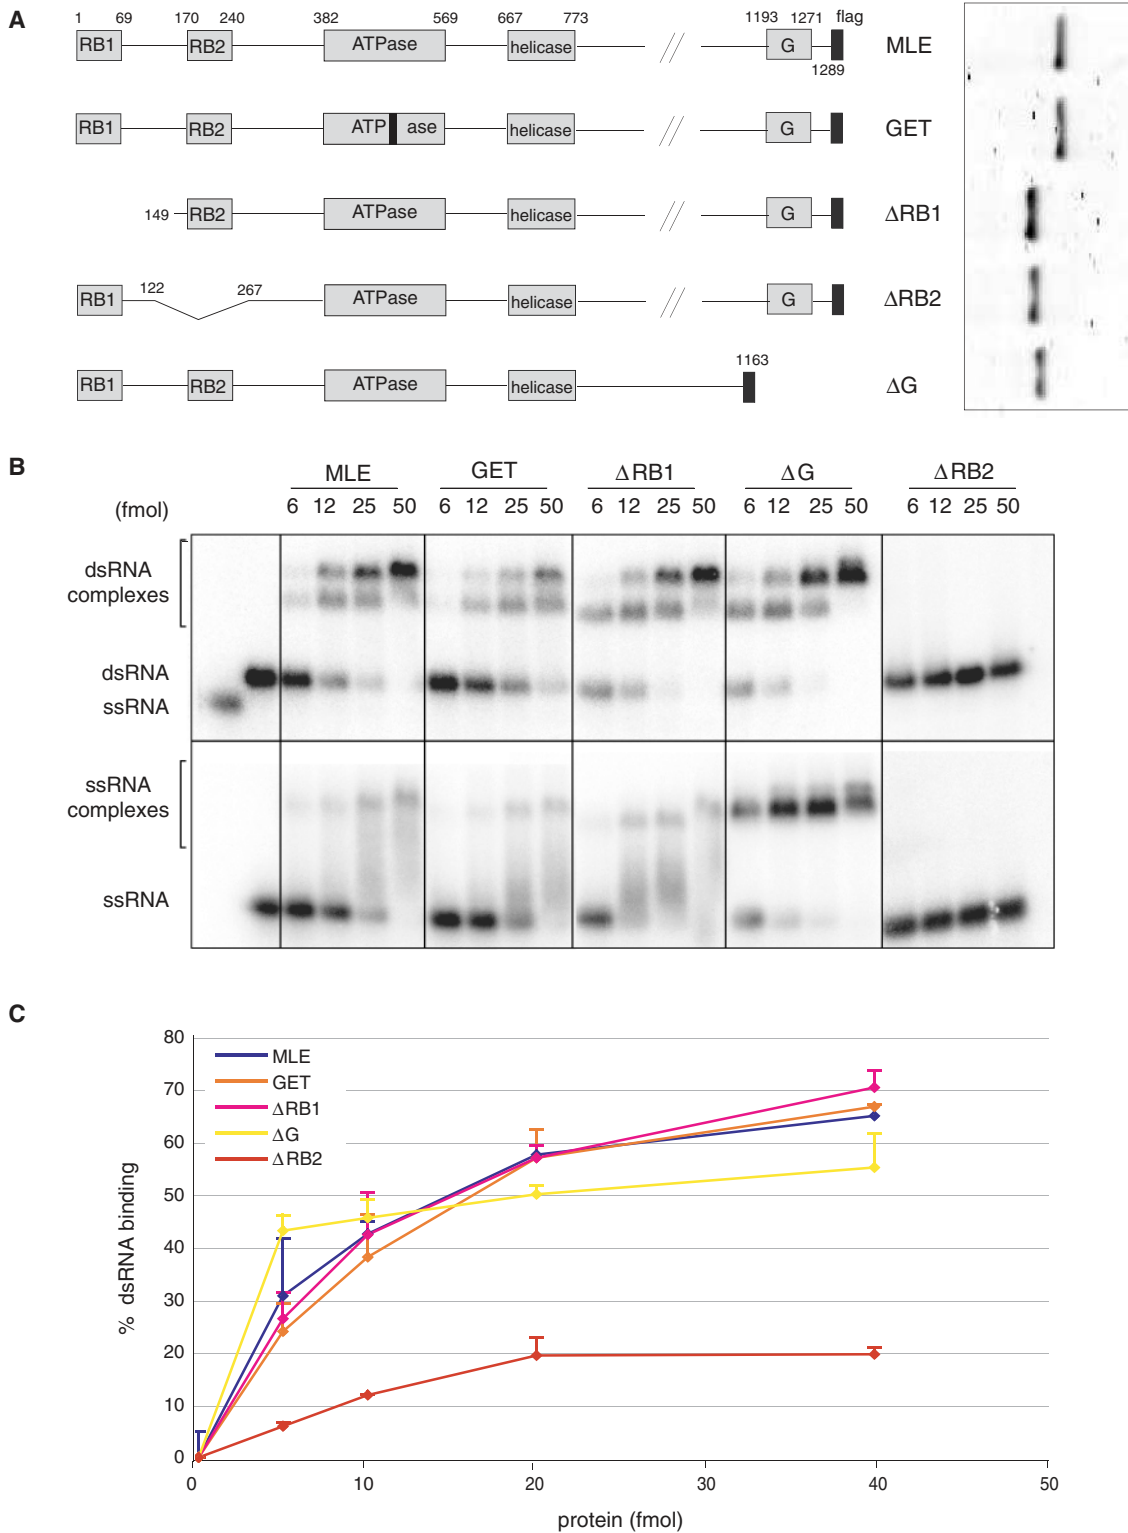 A
1 69 170 240 382 569 667 773 1193 1271 flag
RB1 RB2 ATPase helicase G MLE
1289
RB1 RB2 ATP ase helicase G GET
149 RB2 ATPase helicase G ΔRB1
RB1 122 267 ATPase helicase G ΔRB2
1163
RB1 RB2 ATPase helicase ΔG
B
MLE GET ΔRB1 ΔG ΔRB2
(fmol) 6 12 25 50 6 12 25 50 6 12 25 50 6 12 25 50 6 12 25 50
dsRNA
complexes
dsRNA
ssRNA
ssRNA
complexes
ssRNA
C
80
70
60
50
40
30
20
10
0
% dsRNA binding
MLE
GET
ΔRB1
ΔG
ΔRB2
0 10 20 30 40 50
protein (fmol)